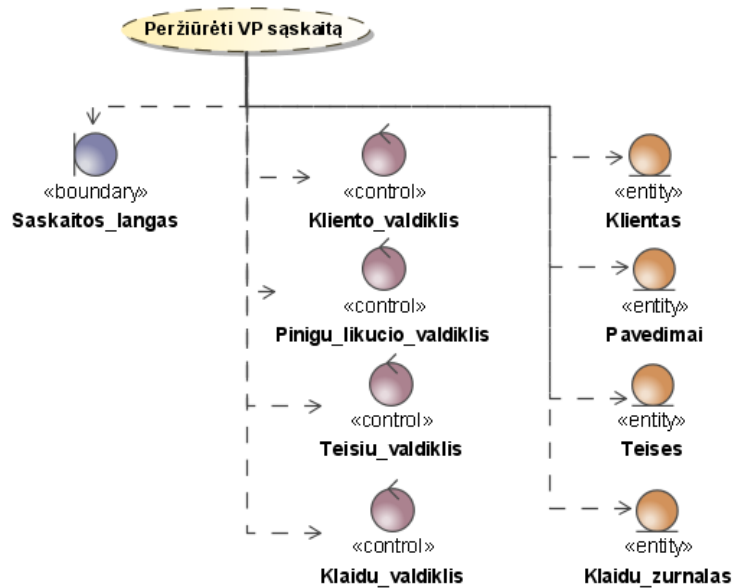 Peržiūrėti VP sąskaitą
«boundary»
Saskaitos_langas
«control»
Kliento_valdiklis
«entity»
Klientas
«control»
Pinigu_likucio_valdiklis
«entity»
Pavedimai
«control»
Teisiu_valdiklis
«entity»
Teises
«control»
Klaidu_valdiklis
«entity»
Klaidu_zurnalas